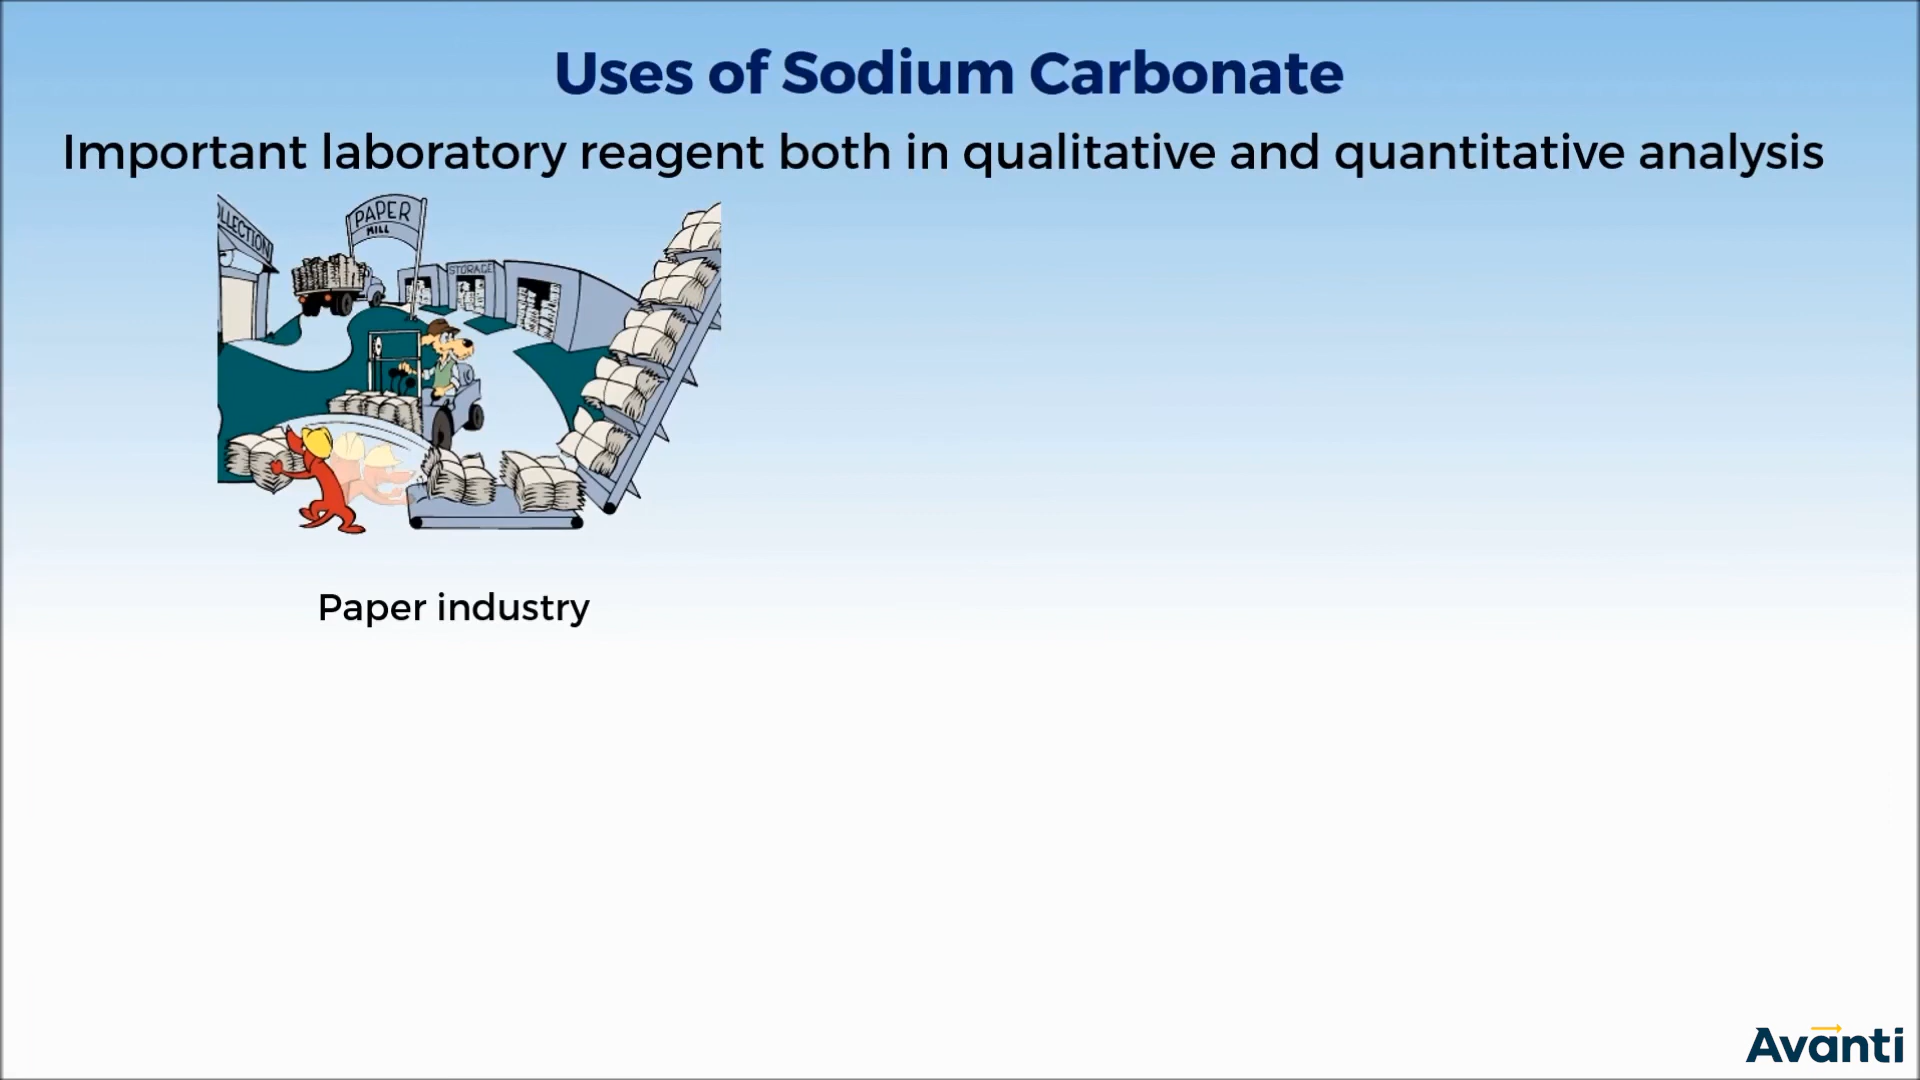 Uses of Sodium Carbonate
Important laboratory reagent both in qualitative and quantitative analysis
LLECTION
PAPER
MILL
STORAGE
Paper industry
Avanti